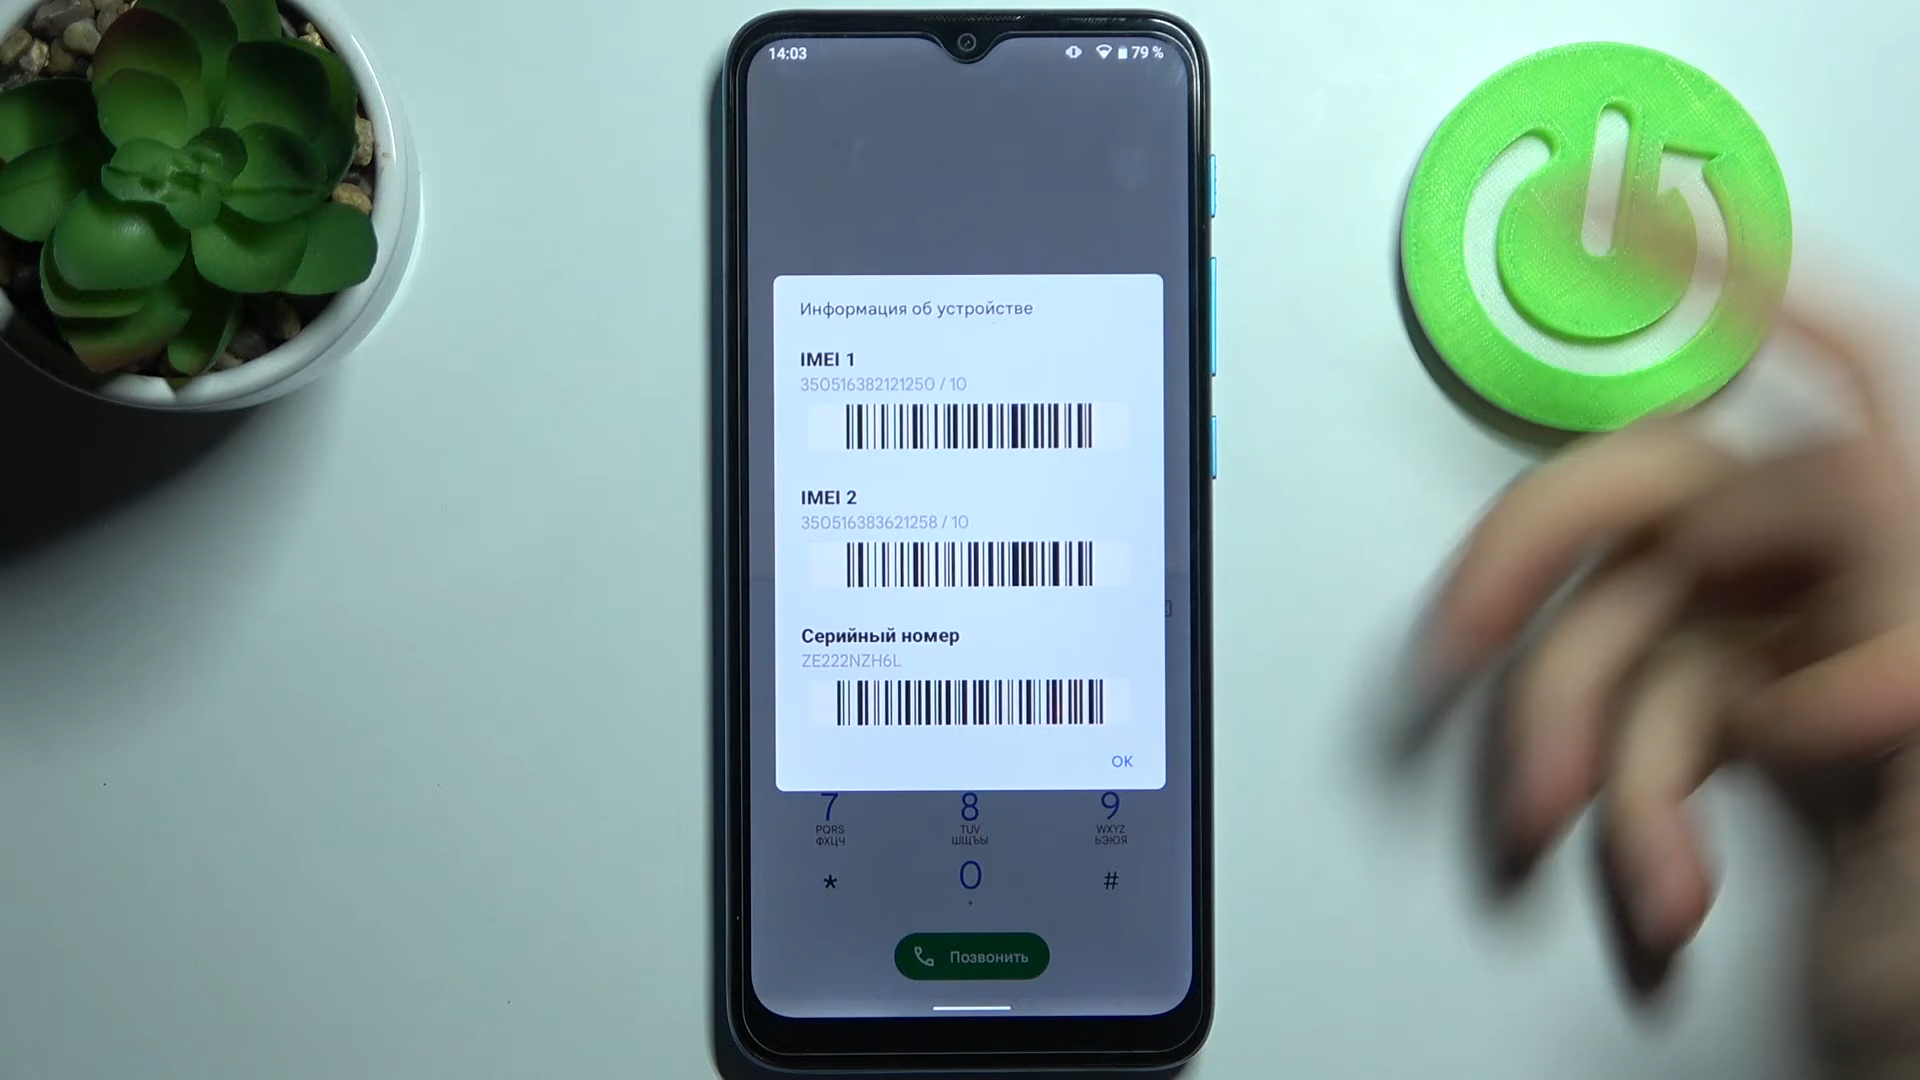 14:03 79 %
Информация об устройстве
IMEI 1
350516382121250 / 10
IMEI 2
350516383621258 / 10
Серийный номер
ZE222NZH6L
OK
7 8 9
PQRS TUV WXYZ
ФХЦЧ ШЩЪЫ ЬЭЮЯ
* 0 #
+
Позвонить